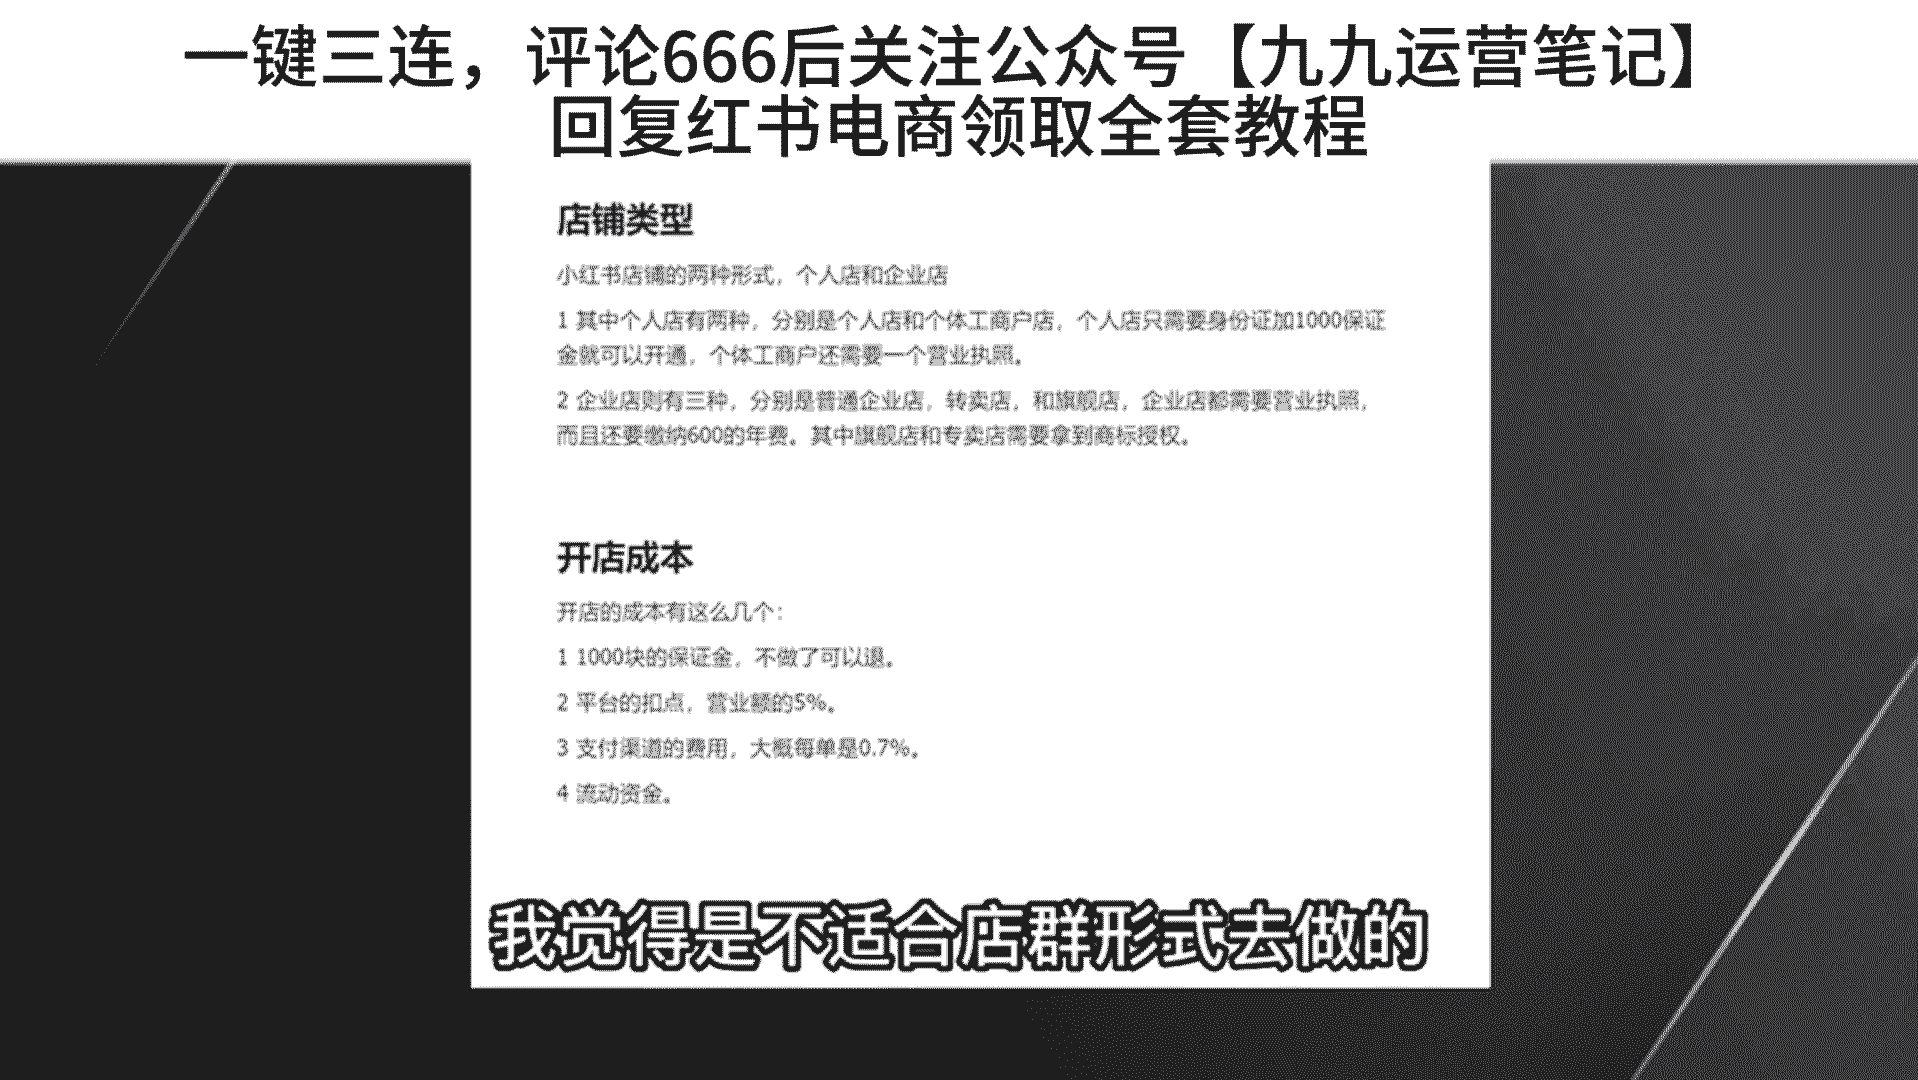 一键三连，评论666后关注公众号【九九运营笔记】
回复红书电商领取全套教程
店铺类型
小红书店铺的两种形式，个人店和企业店
1 其中个人店有两种，分别是个人店和个体工商户店，个人店只需要身份证加1000保证
金就可以开通，个体工商户还需要一个营业执照。
2 企业店则有三种，分别是普通企业店，转卖店，和旗舰店，企业店都需要营业执照，
而且还要缴纳600的年费。其中旗舰店和专卖店需要拿到商标授权。
开店成本
开店的成本有这么几个：
1 1000块的保证金，不做了可以退。
2 平台的扣点，营业额的5%。
3 支付渠道的费用，大概每单是0.7%。
4 流动资金。
我觉得是不适合店群形式去做的